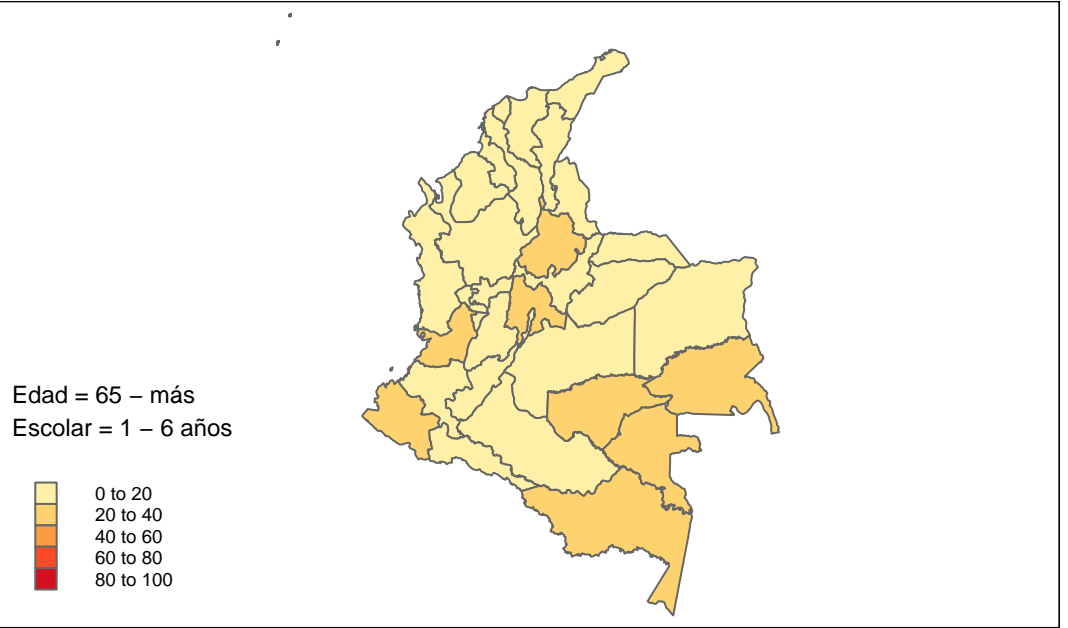 Edad = 65 – más
Escolar = 1 – 6 años
0 to 20
20 to 40
40 to 60
60 to 80
80 to 100